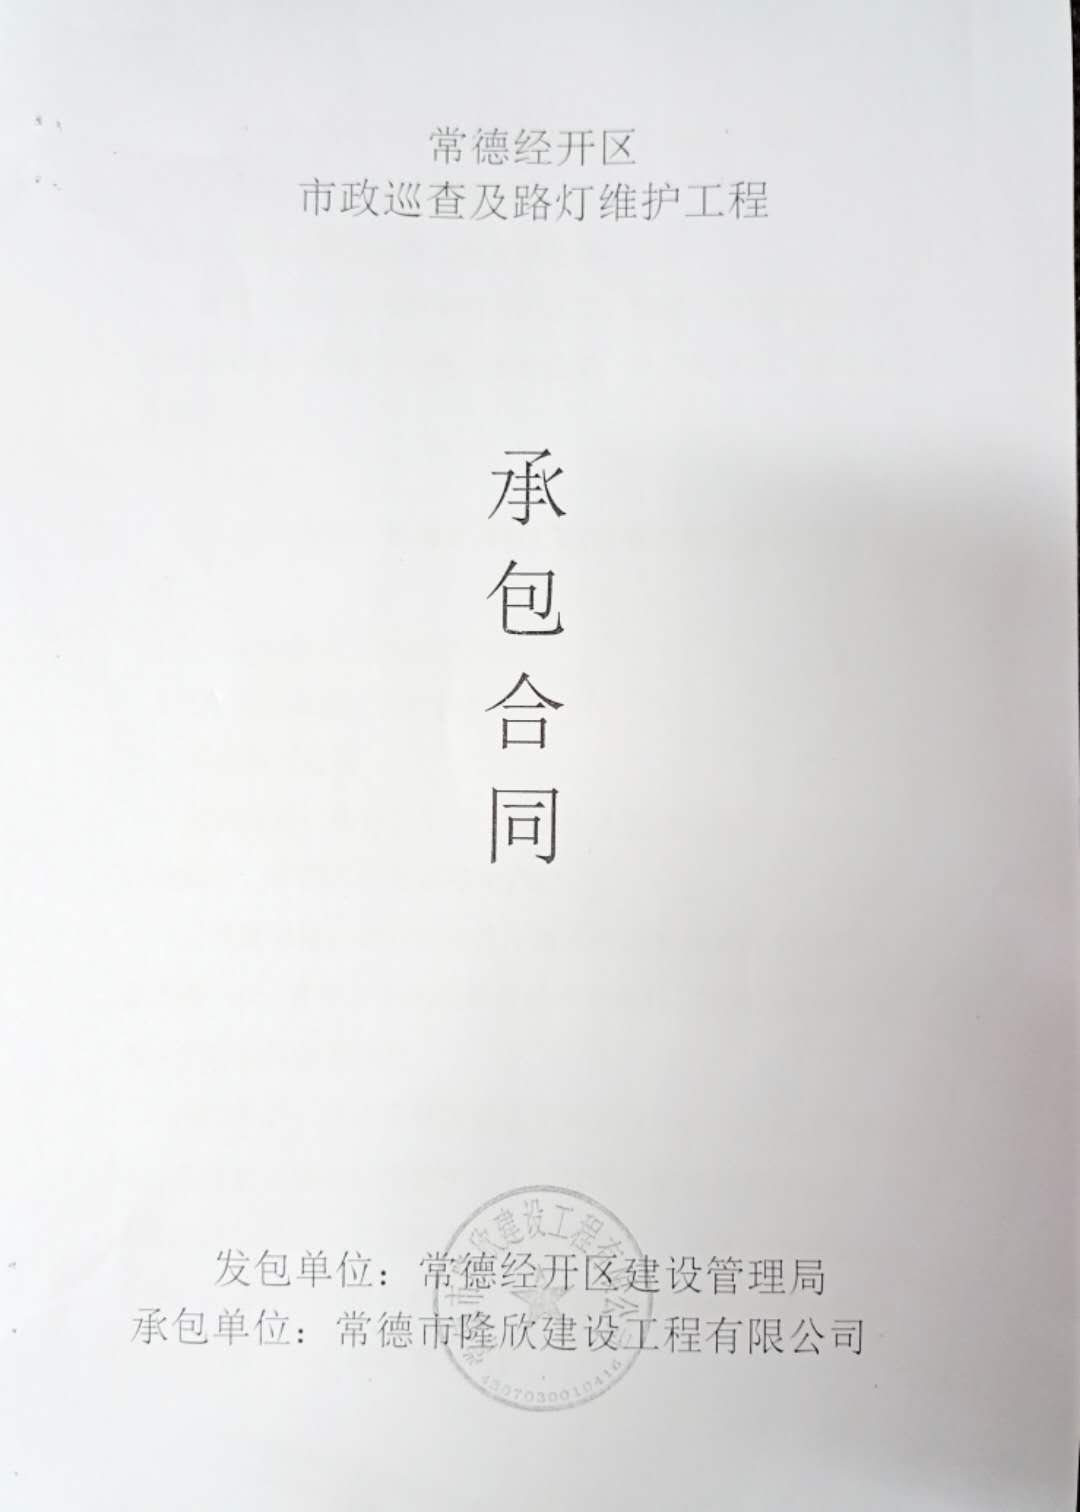 常德经开区
市政巡查及路灯维护工程
承
包
合
同
发包单位：常德经开区建设管理局
承包单位：常德市隆欣建设工程有限公司